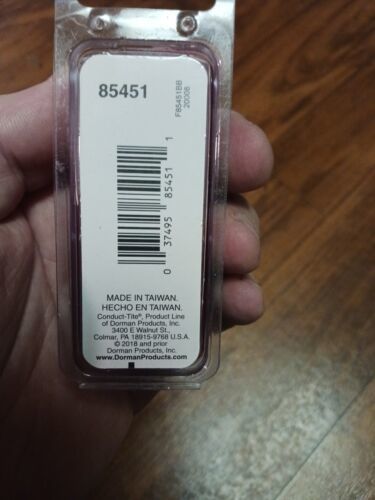 85451
F85451BB
20008
0 37495 85451 1
MADE IN TAIWAN.
HECHO EN TAIWAN.
Conduct-Tite®, Product Line
of Dorman Products, Inc.
3400 E Walnut St.,
Colmar, PA 18915-9768 U.S.A.
© 2018 and prior
Dorman Products, Inc.
www.DormanProducts.com